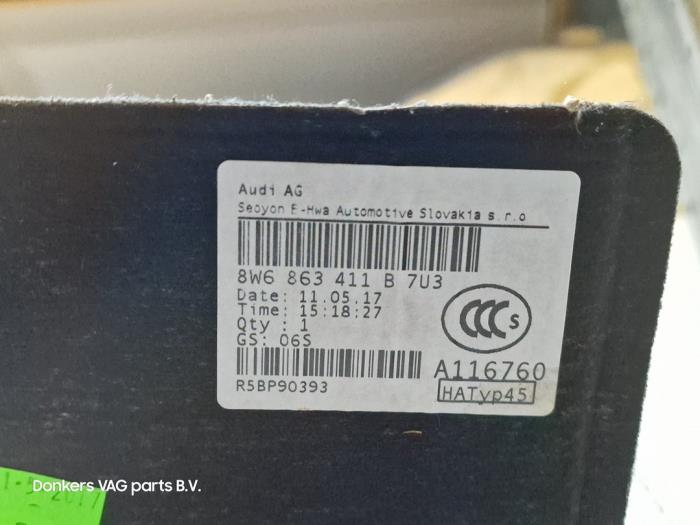 Audi AG
Seoyon E-Hwa Automotive Slovakia s.r.o
8W6 863 411 B 7U3
Date: 11.05.17
Time: 15:18:27
Qty : 1
GS: 06S
R5BP90393
CCC S
A116760
HATyp45
Donkers VAG parts B.V.